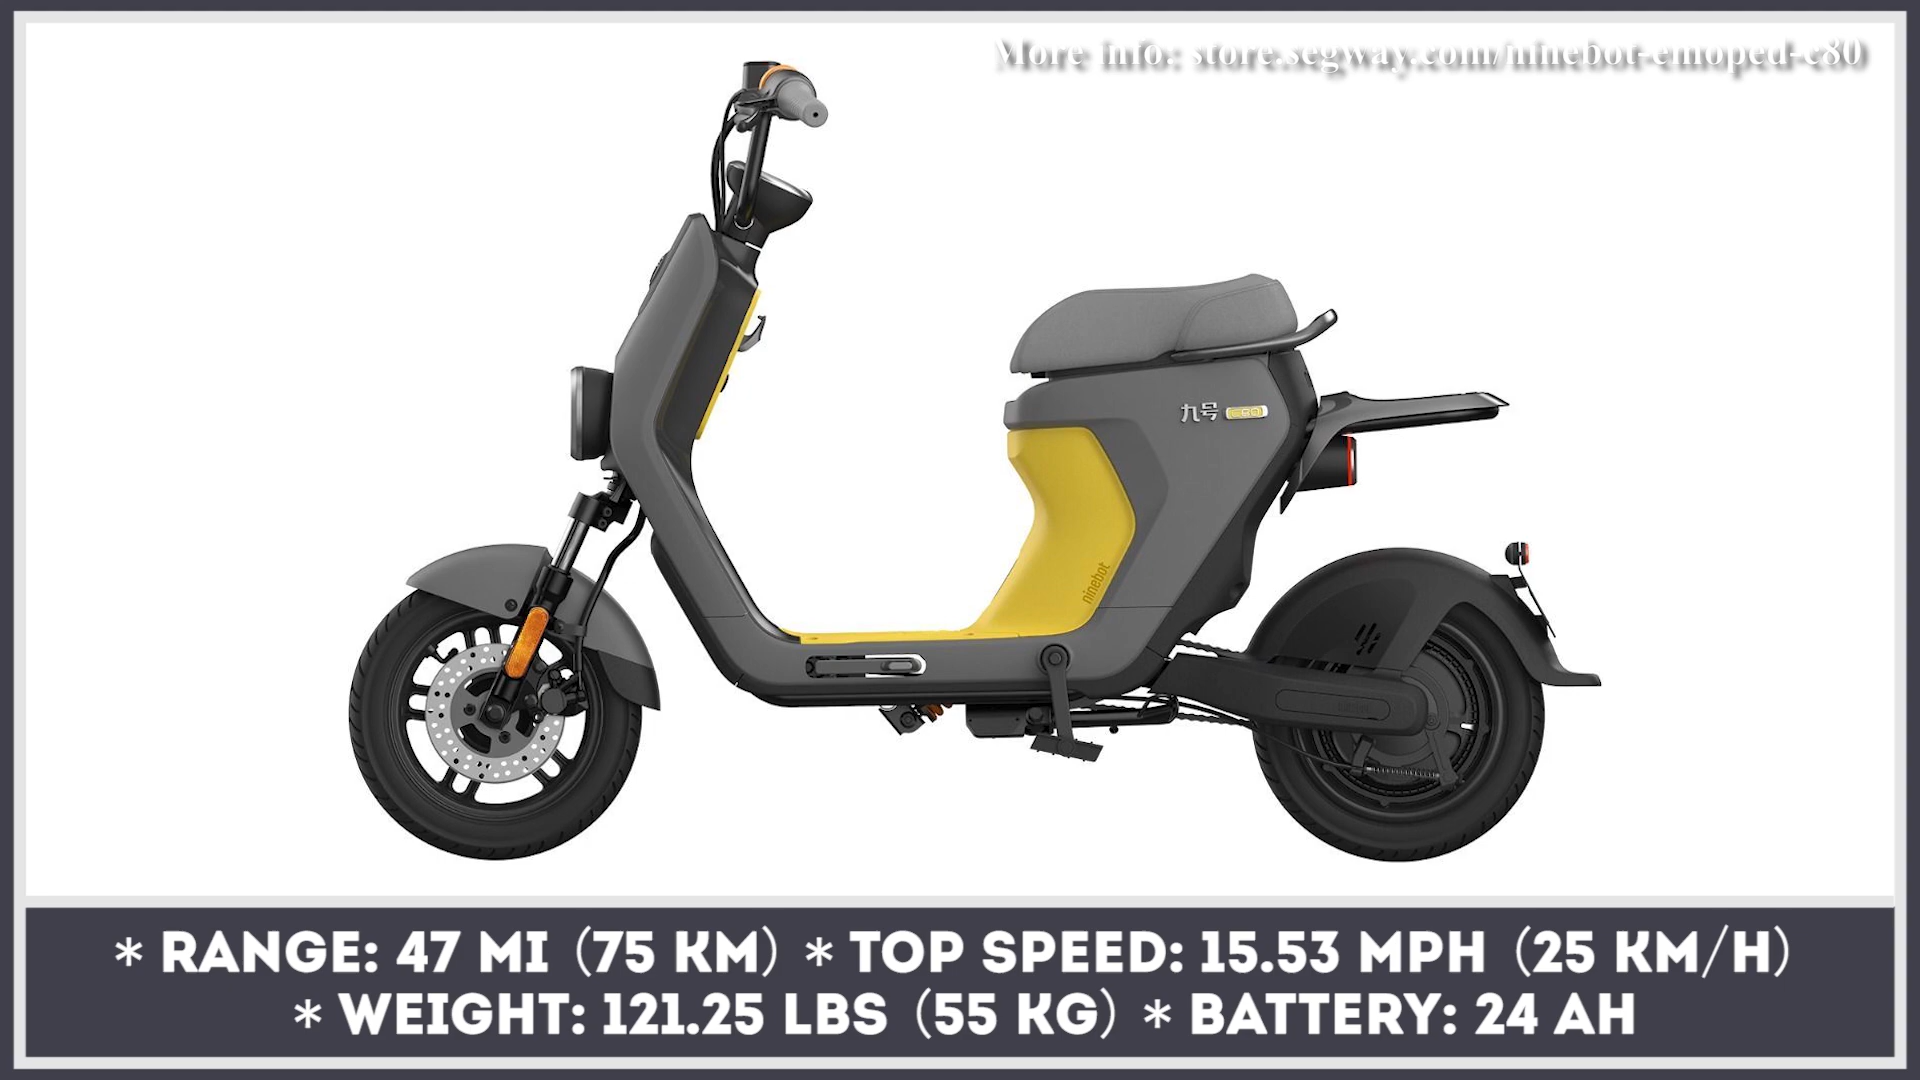 More info: store.segway.com/ninebot-emoped-c80
九号 C80
ninebot
* RANGE: 47 MI (75 KM) * TOP SPEED: 15.53 MPH (25 KM/H)
* WEIGHT: 121.25 LBS (55 KG) * BATTERY: 24 AH